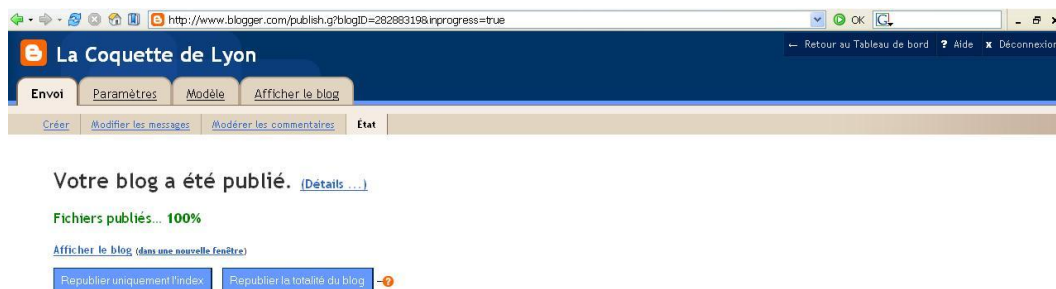 http://www.blogger.com/publish.g?blogID=28288319&inprogress=true OK
La Coquette de Lyon
← Retour au Tableau de bord ? Aide x Déconnexion
Envoi Paramètres Modèle Afficher le blog
Créer Modifier les messages Modérer les commentaires État
Votre blog a été publié. (Détails ...)
Fichiers publiés... 100%
Afficher le blog (dans une nouvelle fenêtre)
Republier uniquement l'index Republier la totalité du blog